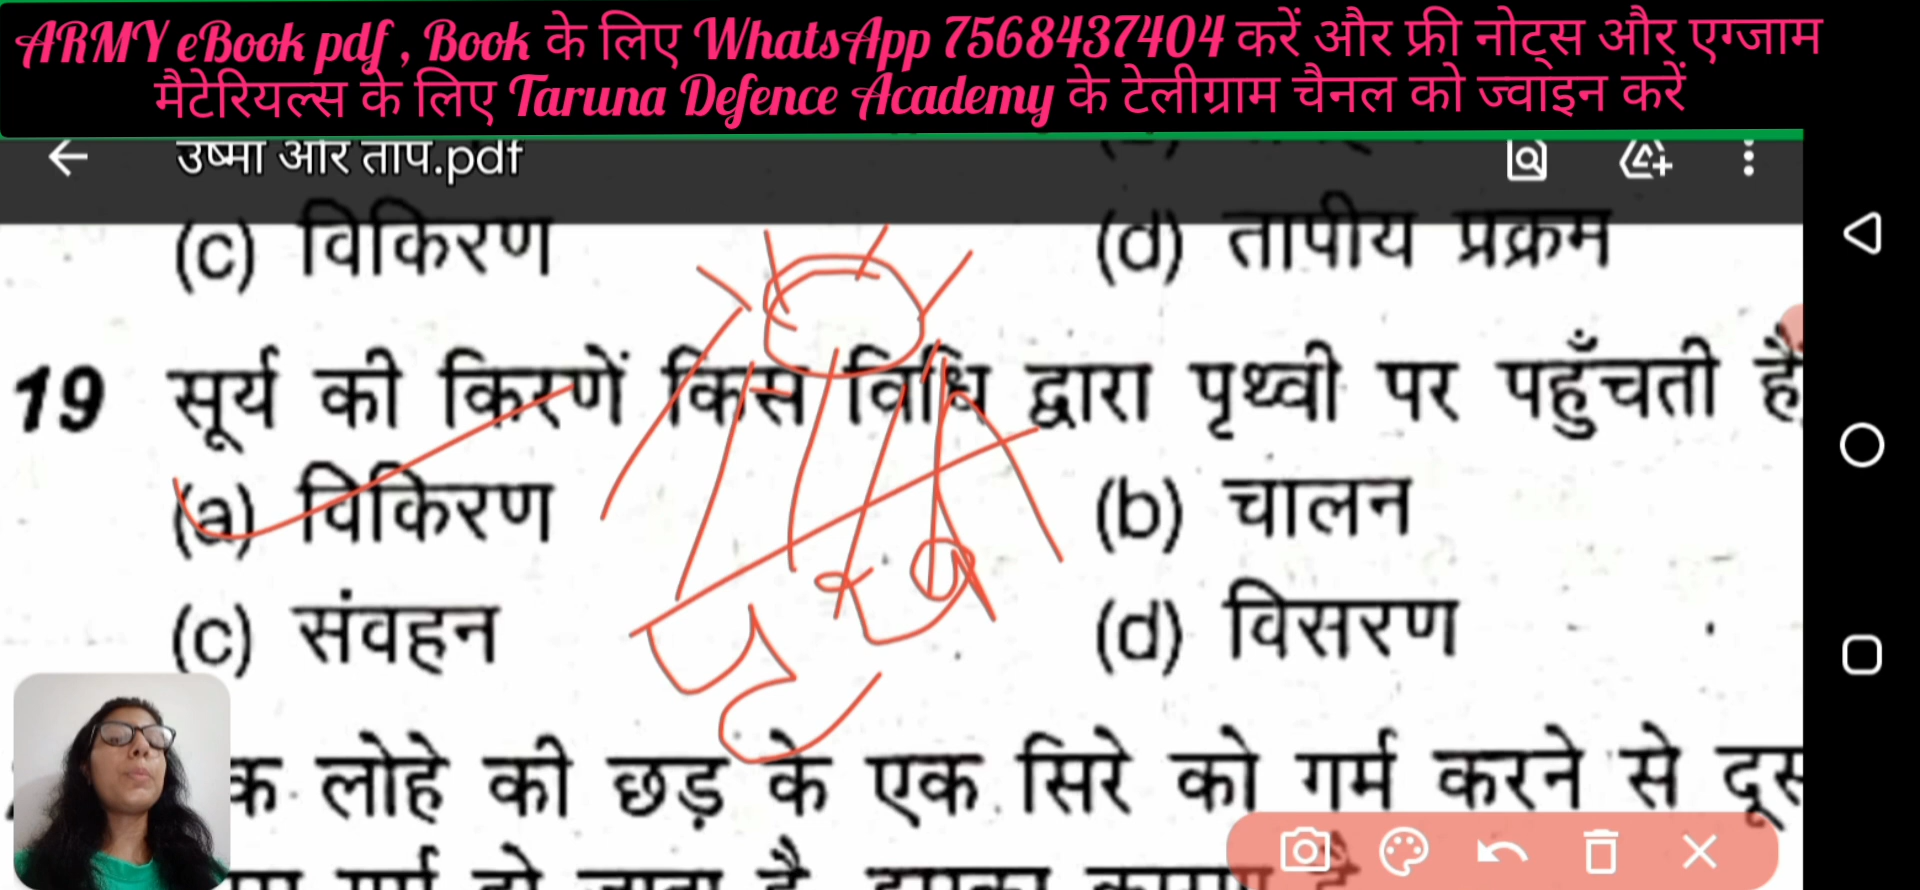 ARMY eBook pdf , Book के लिए WhatsApp 7568437404 करें और फ्री नोट्स और एग्जाम
मैटेरियल्स के लिए Taruna Defence Academy के टेलीग्राम चैनल को ज्वाइन करें
उष्मा और ताप.pdf
(c) विकिरण (d) तापीय प्रक्रम
19 सूर्य की किरणें किस विधि द्वारा पृथ्वी पर पहुँचती है
(a) विकिरण (b) चालन
(c) संवहन (d) विसरण
क लोहे की छड़ के एक सिरे को गर्म करने से दूस